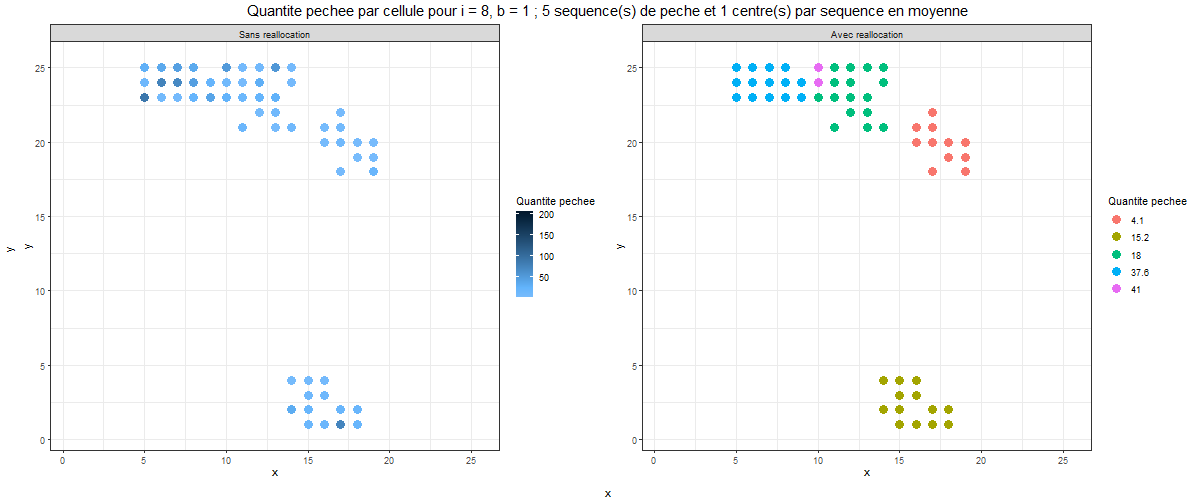 Quantite pechee par cellule pour i = 8, b = 1 ; 5 sequence(s) de peche et 1 centre(s) par sequence en moyenne
Sans reallocation
25
20
15
10
5
0
y
y
0 5 10 15 20 25
x
Quantite pechee
200
150
100
50
Avec reallocation
25
20
15
10
5
0
y
0 5 10 15 20 25
x
Quantite pechee
4.1
15.2
18
37.6
41
x